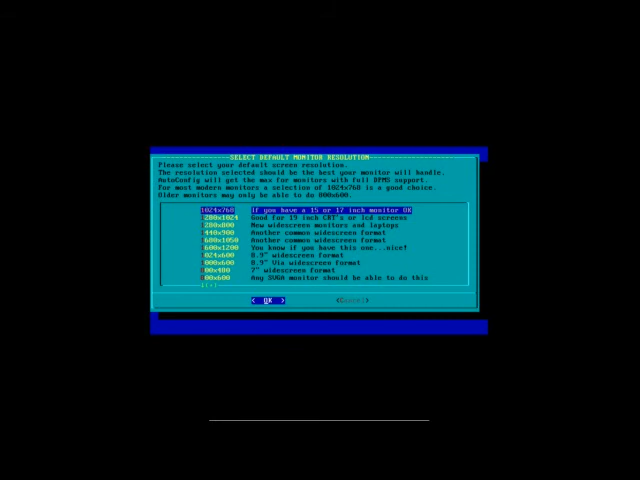 SELECT DEFAULT MONITOR RESOLUTION
Please select your default screen resolution.
The resolution selected should be the best your monitor will handle.
AutoConfig will get the max for monitors with full DPMS support.
For most modern monitors a selection of 1024x768 is a good choice.
Older monitors may only be able to do 800x600.
1024x768 If you have a 15 or 17 inch monitor OK
1280x1024 Good for 19 inch CRT's or lcd screens
1280x800 New widescreen monitors and laptops
1440x900 Another common widescreen format
1600x1050 Another common widescreen format
1600x1200 You know if you have this one...nice!
1024x600 8.9" widescreen format
1000x600 8.9" Via widescreen format
800x480 7" widescreen format
800x600 Any SVGA monitor should be able to do this
(+)
< OK > <Cancel>